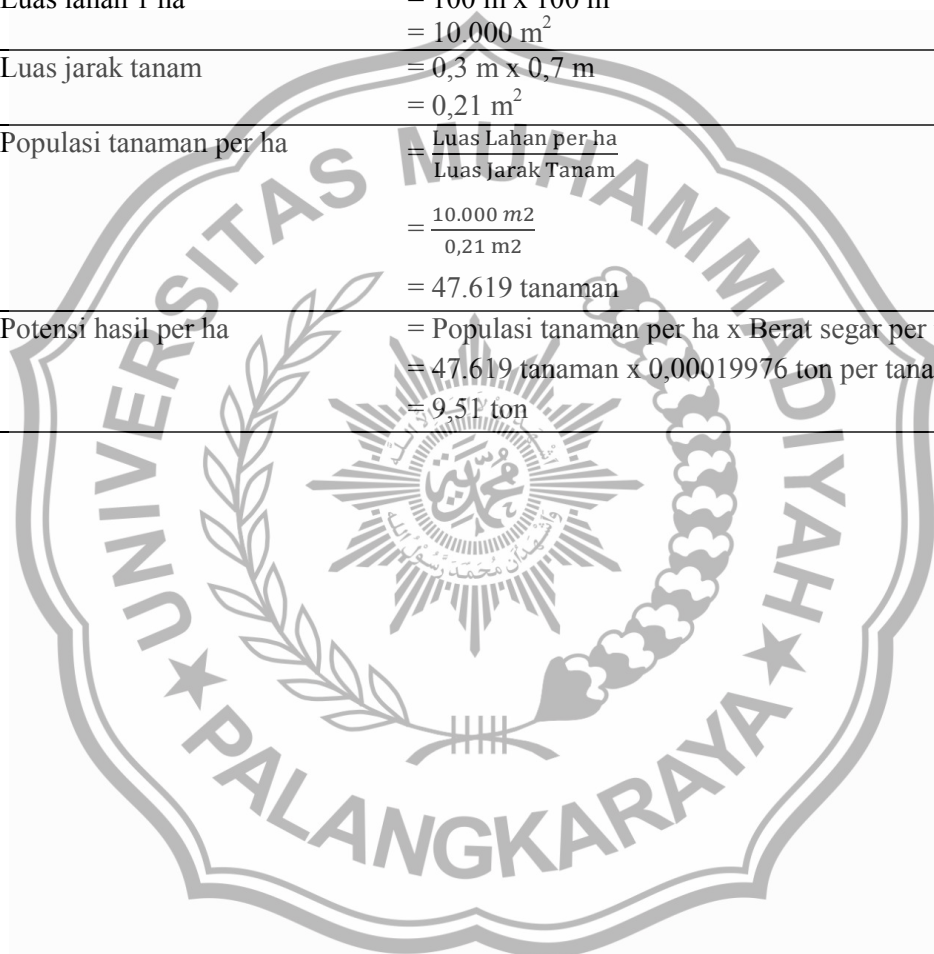 Luas lahan 1 ha = 100 m x 100 m
= 10.000 m²
Luas jarak tanam = 0,3 m x 0,7 m
= 0,21 m²
Populasi tanaman per ha = Luas Lahan per ha
Luas Jarak Tanam
= 10.000 m2
0,21 m2
= 47.619 tanaman
Potensi hasil per ha = Populasi tanaman per ha x Berat segar per
= 47.619 tanaman x 0,00019976 ton per tana
= 9,51 ton
UNIVERSITAS MUHAMMADIYAH
PALANGKARAYA